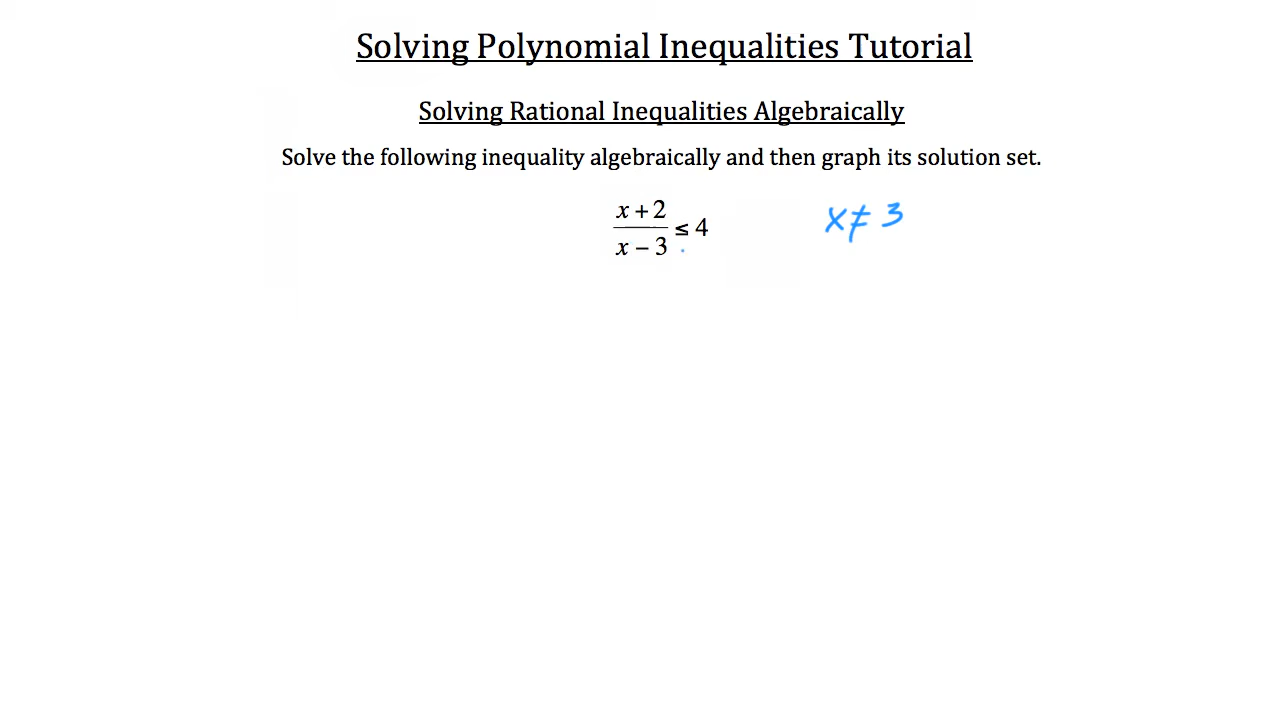 Solving Polynomial Inequalities Tutorial
Solving Rational Inequalities Algebraically
Solve the following inequality algebraically and then graph its solution set.
x + 2
x − 3 ≤ 4 x ≠ 3